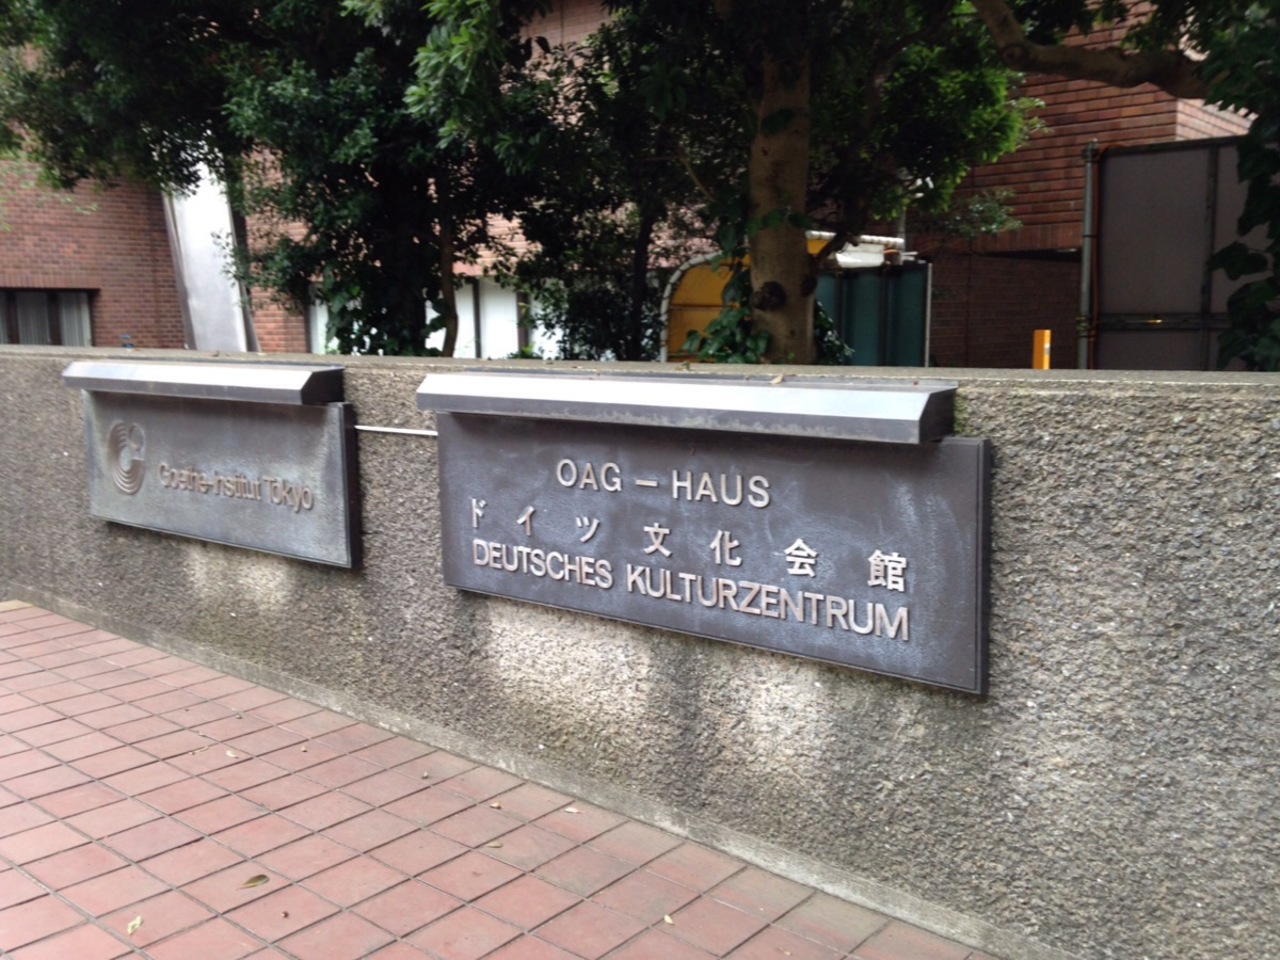 Goethe-Institut Tokyo
OAG – HAUS
ドイツ文化会館
DEUTSCHES KULTURZENTRUM